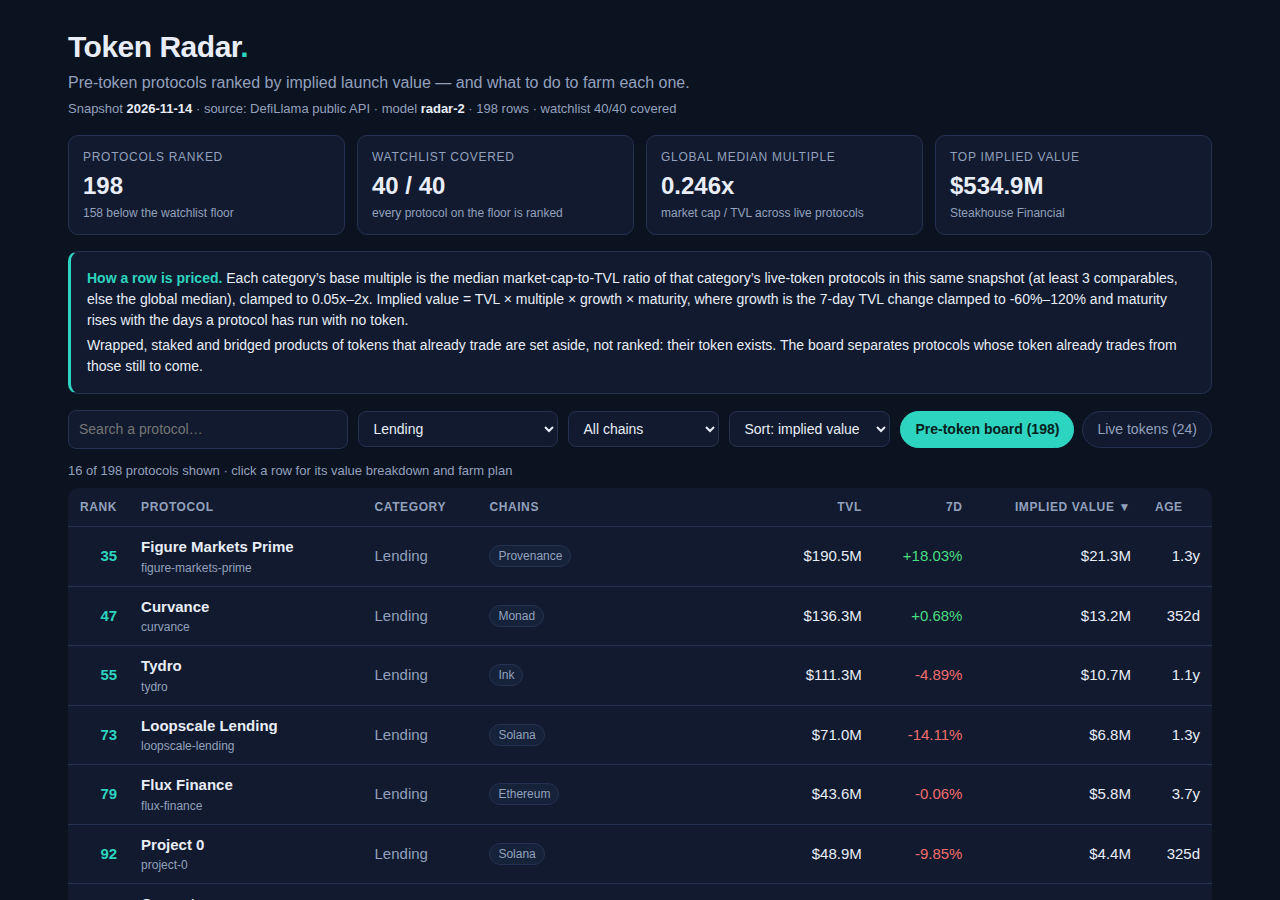 Token Radar.
Pre-token protocols ranked by implied launch value — and what to do to farm each one.
Snapshot 2026-11-14 · source: DefiLlama public API · model radar-2 · 198 rows · watchlist 40/40 covered
PROTOCOLS RANKED
198
158 below the watchlist floor
WATCHLIST COVERED
40 / 40
every protocol on the floor is ranked
GLOBAL MEDIAN MULTIPLE
0.246x
market cap / TVL across live protocols
TOP IMPLIED VALUE
$534.9M
Steakhouse Financial
How a row is priced. Each category’s base multiple is the median market-cap-to-TVL ratio of that category’s live-token protocols in this same snapshot (at least 3 comparables,
else the global median), clamped to 0.05x–2x. Implied value = TVL × multiple × growth × maturity, where growth is the 7-day TVL change clamped to -60%–120% and maturity
rises with the days a protocol has run with no token.
Wrapped, staked and bridged products of tokens that already trade are set aside, not ranked: their token exists. The board separates protocols whose token already trades from
those still to come.
Search a protocol… Lending All chains Sort: implied value Pre-token board (198) Live tokens (24)
16 of 198 protocols shown · click a row for its value breakdown and farm plan
RANK PROTOCOL CATEGORY CHAINS TVL 7D IMPLIED VALUE ▼ AGE
35 Figure Markets Prime Lending Provenance $190.5M +18.03% $21.3M 1.3y
figure-markets-prime
47 Curvance Lending Monad $136.3M +0.68% $13.2M 352d
curvance
55 Tydro Lending Ink $111.3M -4.89% $10.7M 1.1y
tydro
73 Loopscale Lending Lending Solana $71.0M -14.11% $6.8M 1.3y
loopscale-lending
79 Flux Finance Lending Ethereum $43.6M -0.06% $5.8M 3.7y
flux-finance
92 Project 0 Lending Solana $48.9M -9.85% $4.4M 325d
project-0